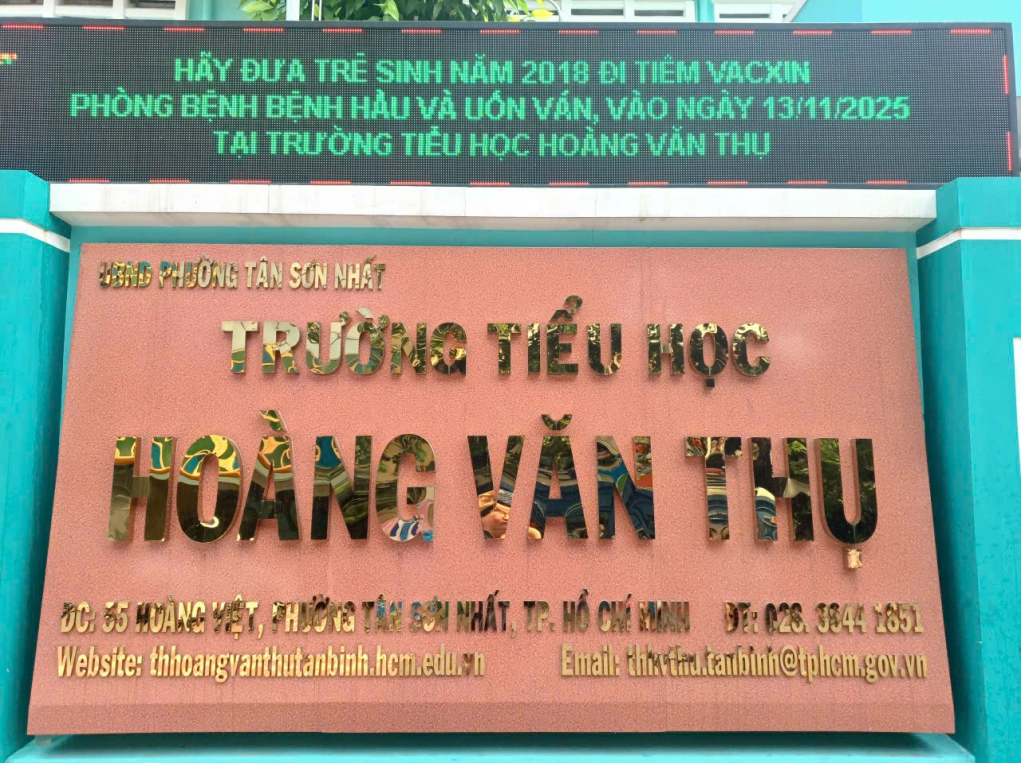 HÃY ĐƯA TRẺ SINH NĂM 2018 ĐI TIÊM VACXIN
PHÒNG BỆNH BỆNH HẦU VÀ UỐN VÁN, VÀO NGÀY 13/11/2025
TẠI TRƯỜNG TIỂU HỌC HOÀNG VĂN THỤ
UBND PHƯỜNG TÂN SƠN NHẤT
TRƯỜNG TIỂU HỌC
HOÀNG VĂN THỤ
ĐC: 55 HOÀNG VIỆT, PHƯỜNG TÂN SƠN NHẤT, TP. HỒ CHÍ MINH ĐT: 028. 3844 1851
Website: thhoangvanthutanbinh.hcm.edu.vn Email: thhvthu.tanbinh@tphcm.gov.vn